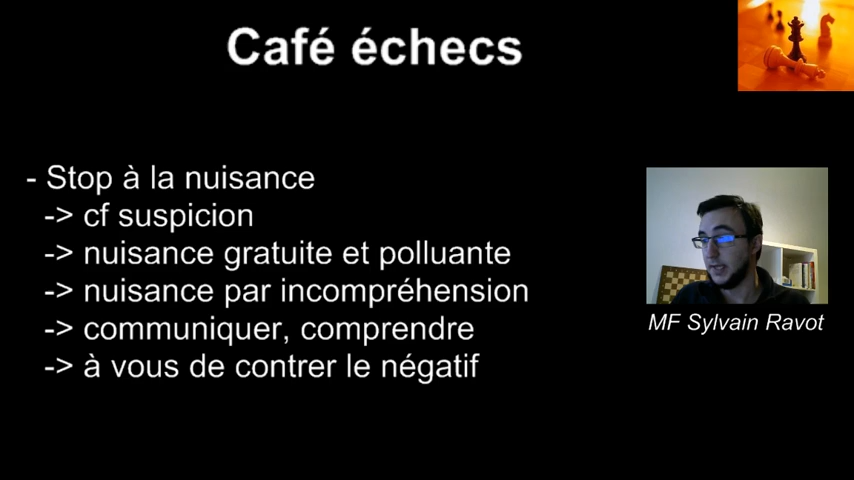 Café échecs
- Stop à la nuisance
-> cf suspicion
-> nuisance gratuite et polluante
-> nuisance par incompréhension
-> communiquer, comprendre
-> à vous de contrer le négatif
MF Sylvain Ravot